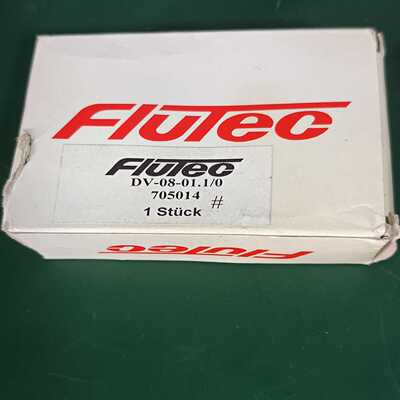 FLUTEC
FLUTEC
DV-08-01.1/0
705014 #
1 Stück
FLUTEC